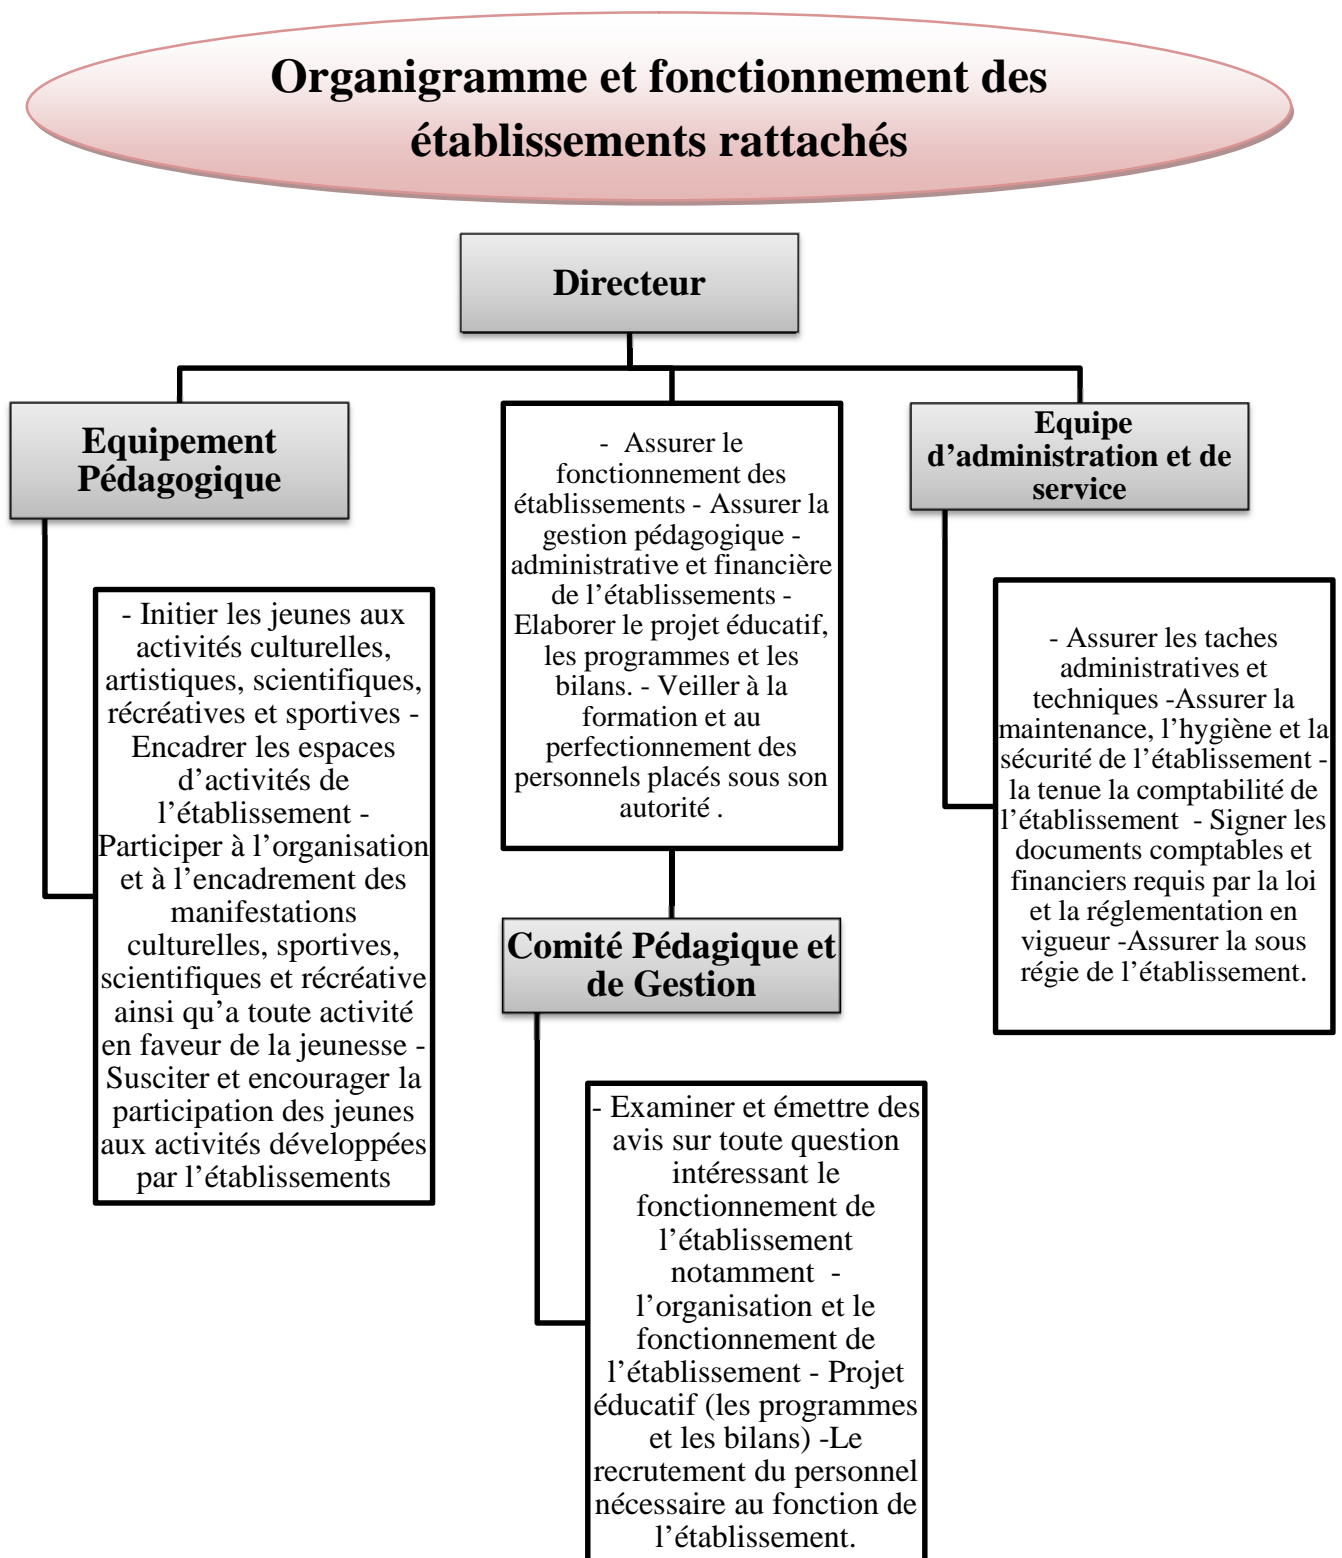 Organigramme et fonctionnement des
établissements rattachés
Directeur
Equipement
Pédagogique
- Initier les jeunes aux
activités culturelles,
artistiques, scientifiques,
récréatives et sportives -
Encadrer les espaces
d’activités de
l’établissement -
Participer à l’organisation
et à l’encadrement des
manifestations
culturelles, sportives,
scientifiques et récréative
ainsi qu’a toute activité
en faveur de la jeunesse -
Susciter et encourager la
participation des jeunes
aux activités développées
par l’établissements
- Assurer le
fonctionnement des
établissements - Assurer la
gestion pédagogique -
administrative et financière
de l’établissements -
Elaborer le projet éducatif,
les programmes et les
bilans. - Veiller à la
formation et au
perfectionnement des
personnels placés sous son
autorité .
Comité Pédagique et
de Gestion
- Examiner et émettre des
avis sur toute question
intéressant le
fonctionnement de
l’établissement
notamment -
l’organisation et le
fonctionnement de
l’établissement - Projet
éducatif (les programmes
et les bilans) -Le
recrutement du personnel
nécessaire au fonction de
l’établissement.
Equipe
d’administration et de
service
- Assurer les taches
administratives et
techniques -Assurer la
maintenance, l’hygiène et la
sécurité de l’établissement -
la tenue la comptabilité de
l’établissement - Signer les
documents comptables et
financiers requis par la loi
et la réglementation en
vigueur -Assurer la sous
régie de l’établissement.